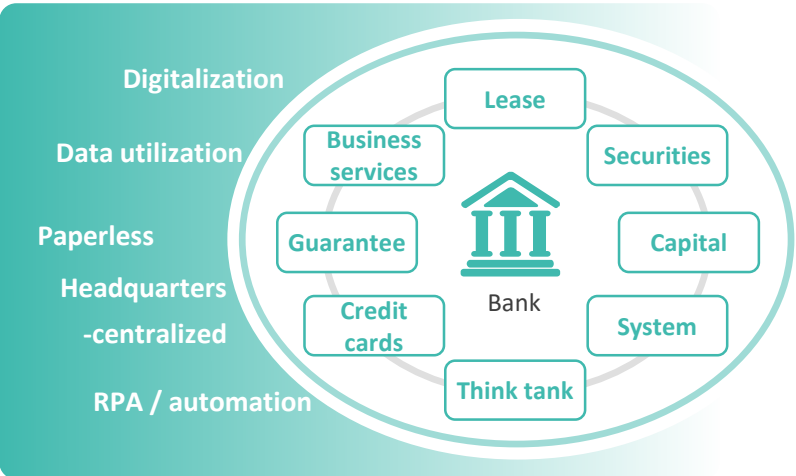 Digitalization
Data utilization
Paperless
Headquarters
-centralized
RPA / automation
Lease
Business
services
Securities
Guarantee
Capital
Credit
cards
System
Think tank
Bank